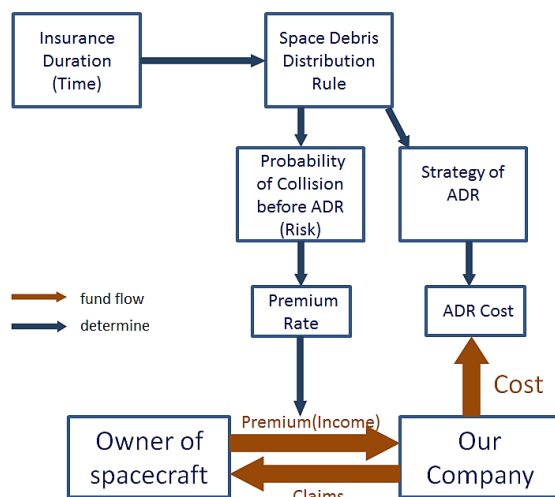 Insurance
Duration
(Time)
Space Debris
Distribution
Rule
Probability
of Collision
before ADR
(Risk)
Strategy of
ADR
fund flow
determine
Premium
Rate
ADR Cost
Cost
Premium(Income)
Owner of
spacecraft
Our
Company
Claims